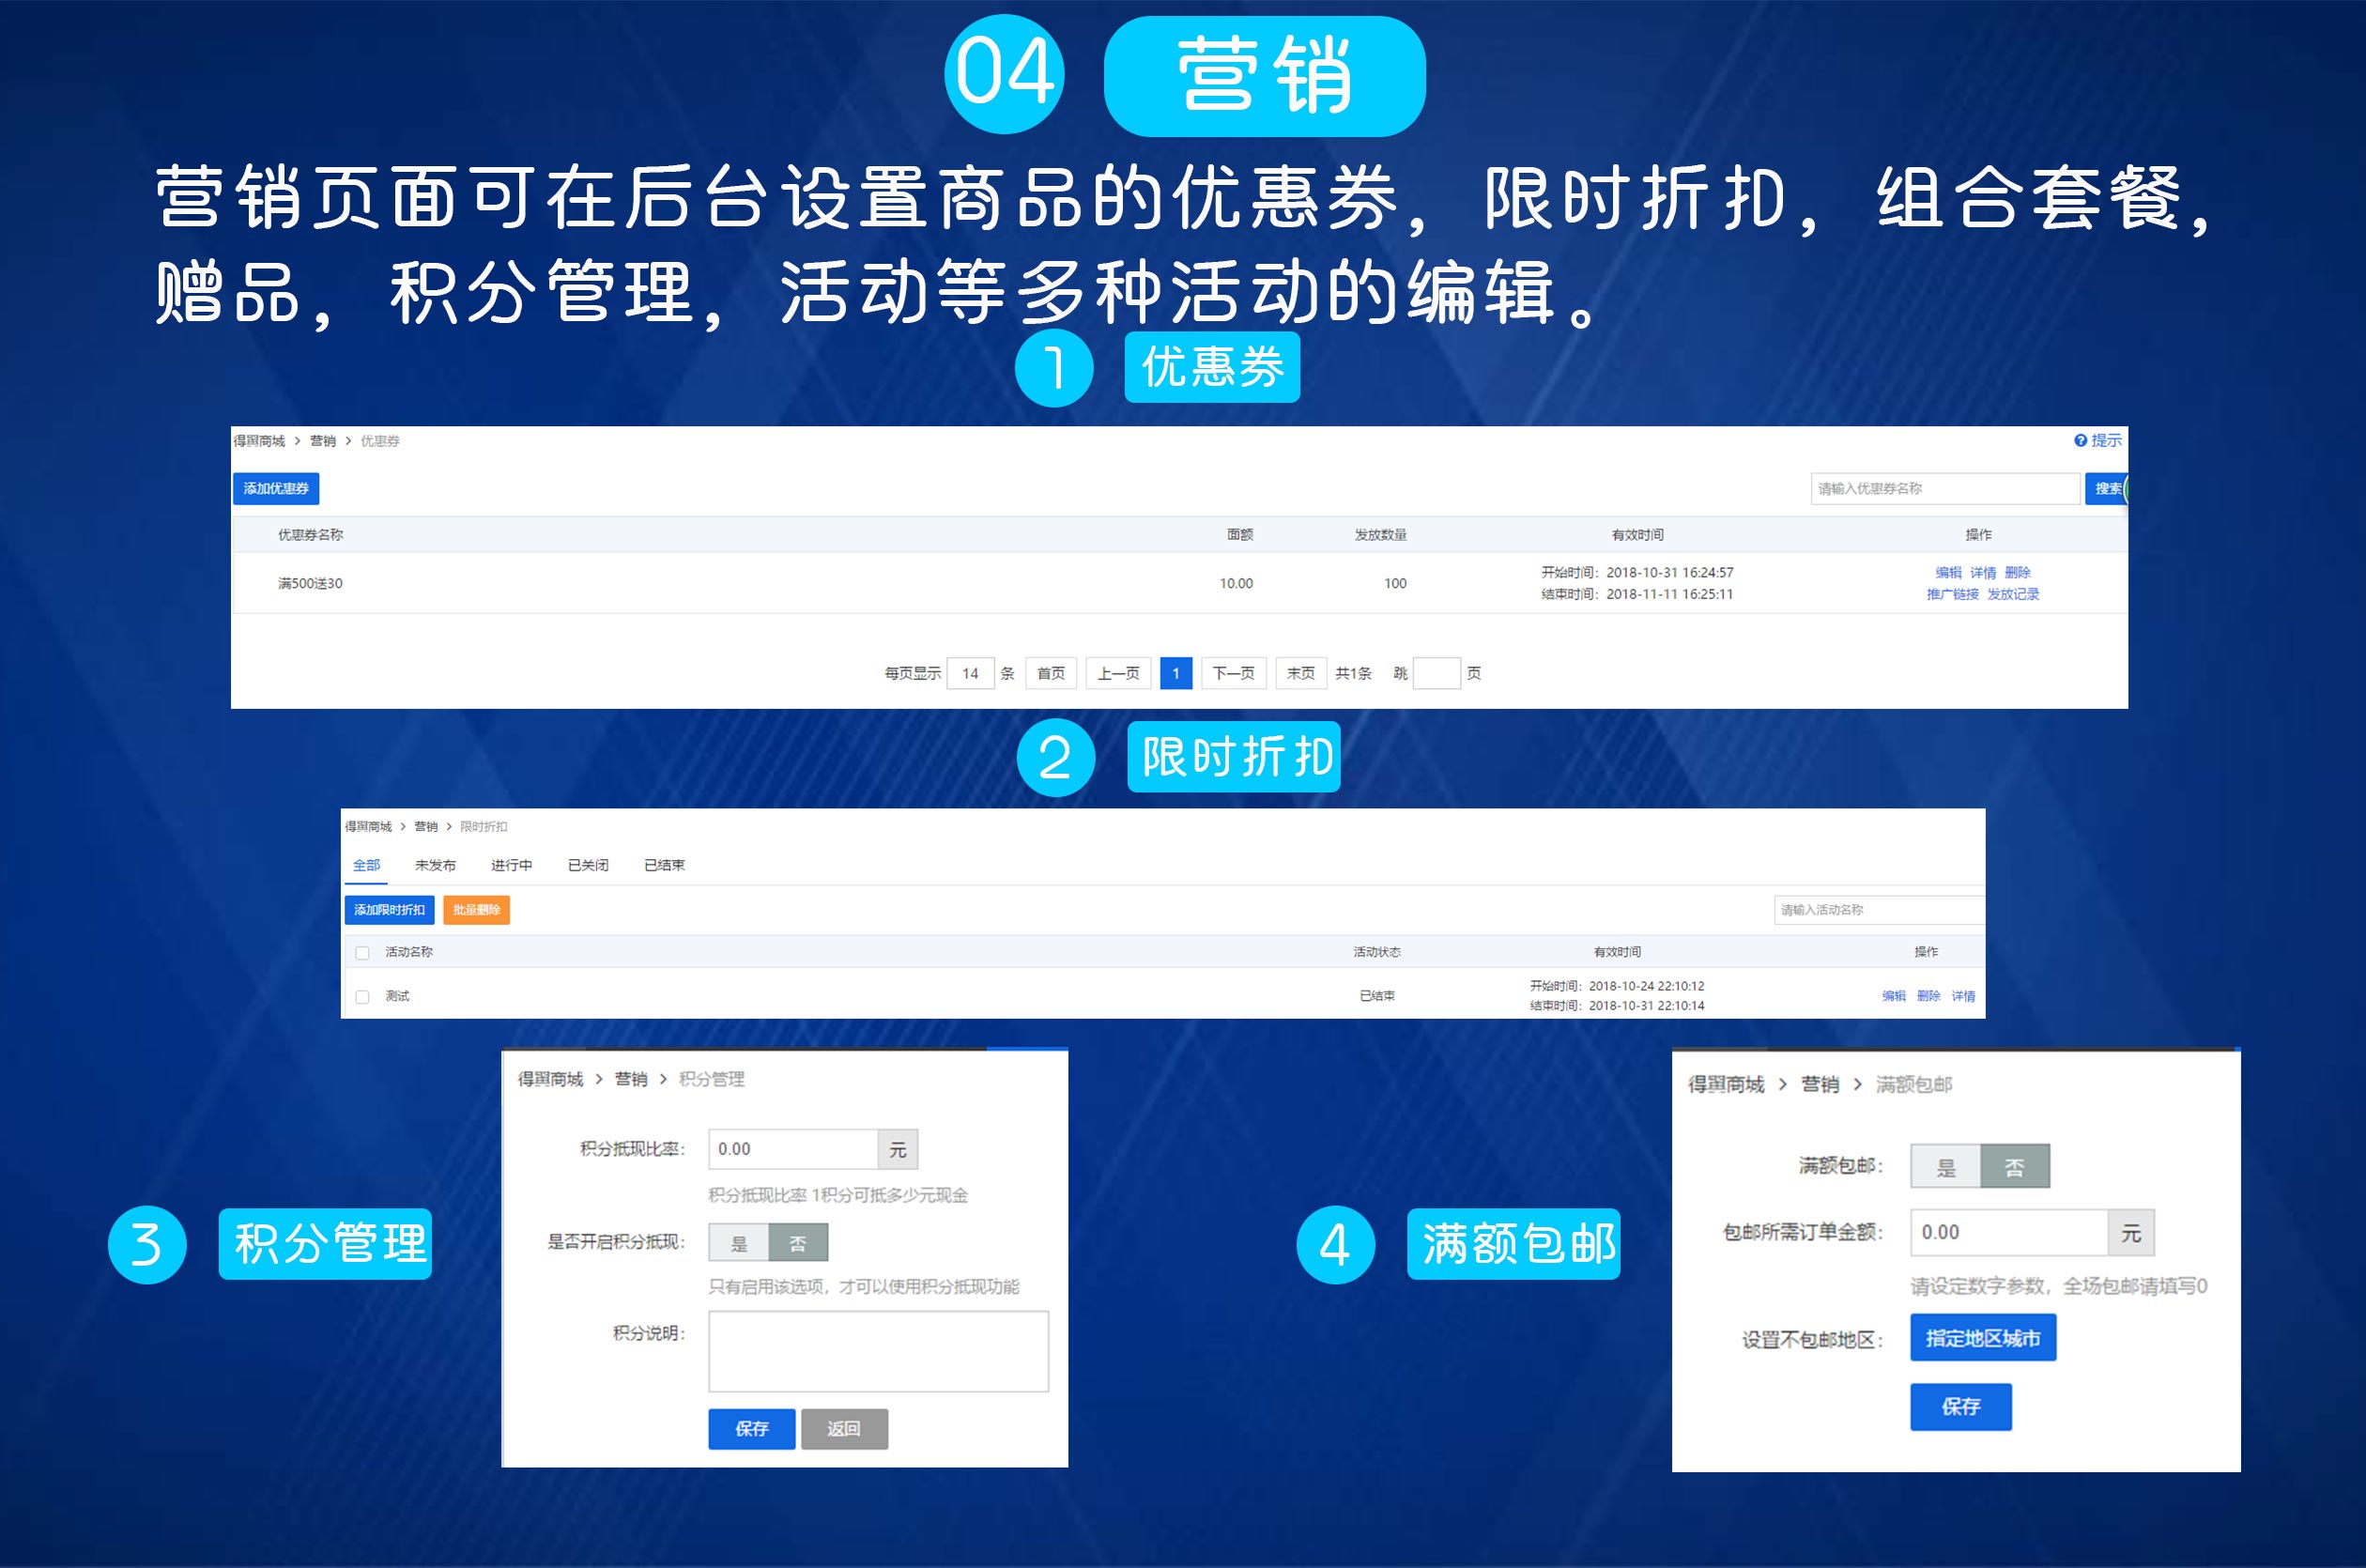 04 营销
营销页面可在后台设置商品的优惠券，限时折扣，组合套餐，
赠品，积分管理，活动等多种活动的编辑。
1 优惠券
得翼商城 > 营销 > 优惠券 提示
添加优惠券 请输入优惠券名称 搜索
优惠券名称 面额 发放数量 有效时间 操作
满500送30 10.00 100 开始时间：2018-10-31 16:24:57 编辑 详情 删除
结束时间：2018-11-11 16:25:11 推广链接 发放记录
每页显示 14 条 首页 上一页 1 下一页 末页 共1条 跳 页
2 限时折扣
得翼商城 > 营销 > 限时折扣
全部 未发布 进行中 已关闭 已结束
添加限时折扣 批量删除 请输入活动名称
活动名称 活动状态 有效时间 操作
测试 已结束 开始时间：2018-10-24 22:10:12 编辑 删除 详情
结束时间：2018-10-31 22:10:14
3 积分管理
得翼商城 > 营销 > 积分管理
积分抵现比率： 0.00 元
积分抵现比率 1积分可抵多少元现金
是否开启积分抵现： 是 否
只有启用该选项，才可以使用积分抵现功能
积分说明：
保存 返回
4 满额包邮
得翼商城 > 营销 > 满额包邮
满额包邮： 是 否
包邮所需订单金额： 0.00 元
请设定数字参数，全场包邮请填写0
设置不包邮地区： 指定地区城市
保存